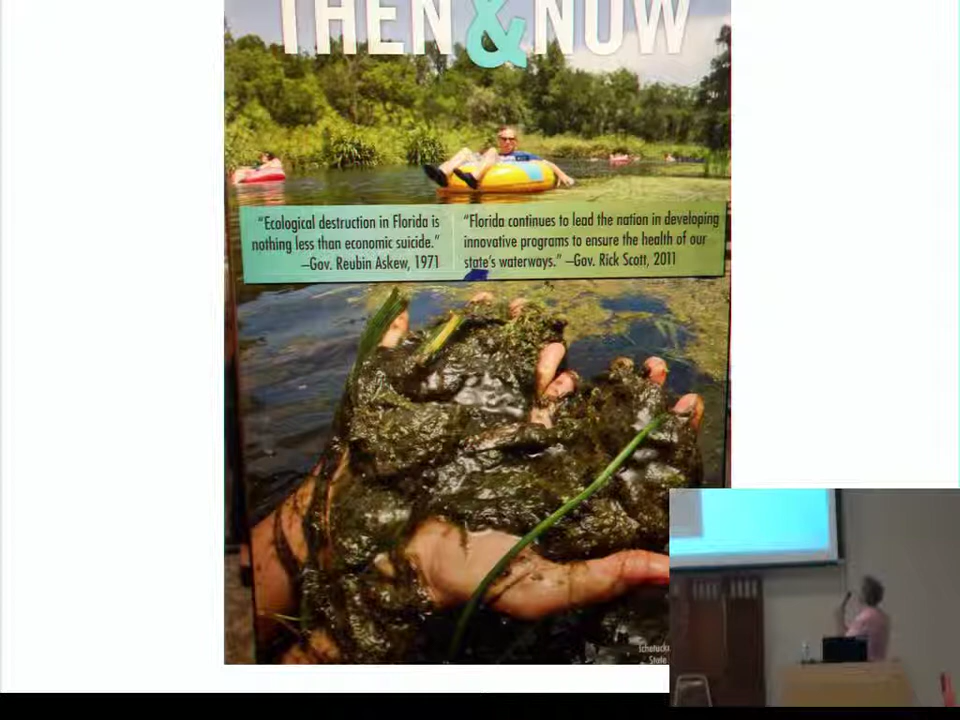 THEN & NOW
"Ecological destruction in Florida is
nothing less than economic suicide."
—Gov. Reubin Askew, 1971
"Florida continues to lead the nation in developing
innovative programs to ensure the health of our
state's waterways." —Gov. Rick Scott, 2011
State